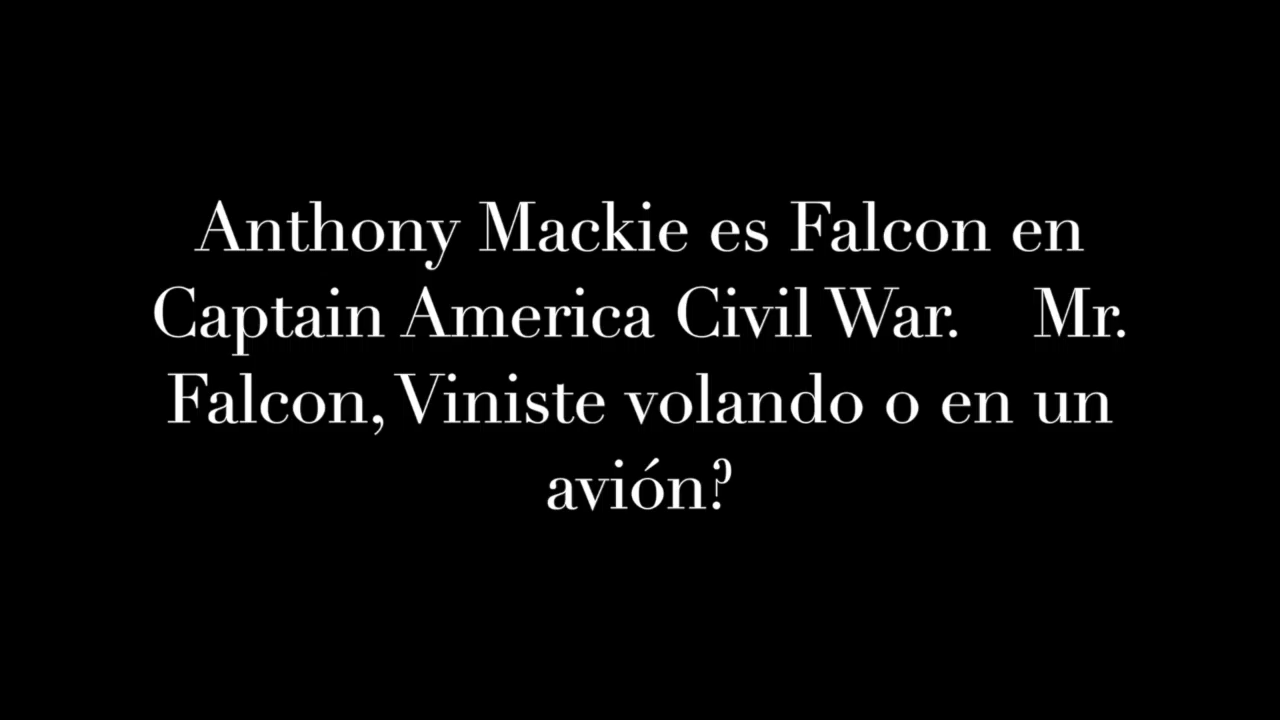 Anthony Mackie es Falcon en
Captain America Civil War. Mr.
Falcon, Viniste volando o en un
avión?